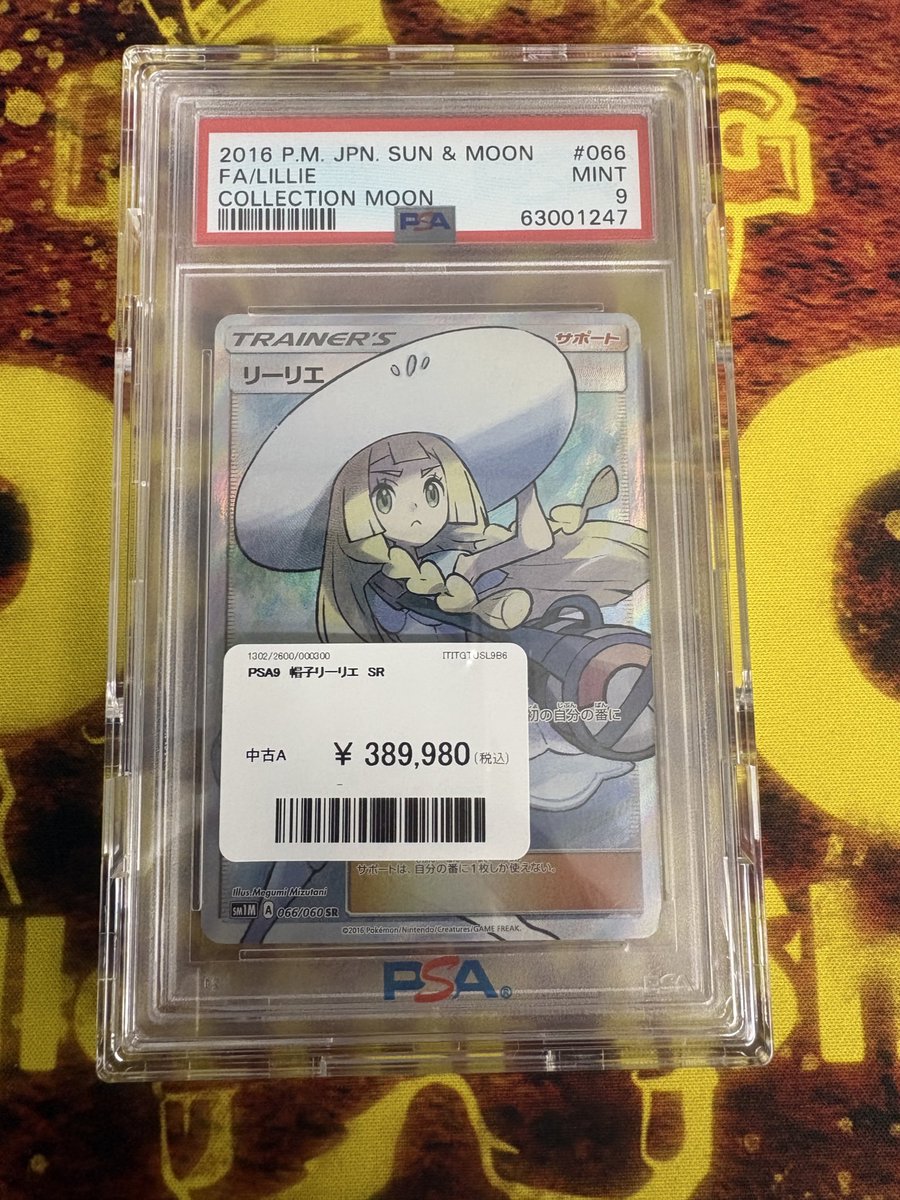 2016 P.M. JPN. SUN & MOON #066
FA/LILLIE MINT
COLLECTION MOON 9
PSA 63001247
TRAINER'S サポート
リーリエ
1302/2600/000300
PSA9 帽子リーリエ SR
初の自分の番に
中古A ¥ 389,980 (税込)
サポートは、自分の番に1枚しか使えない。
Illus. Megumi Mizutani
SM1M A 066/060 SR
©2016 Pokémon/Nintendo/Creatures/GAME FREAK.
PSA®